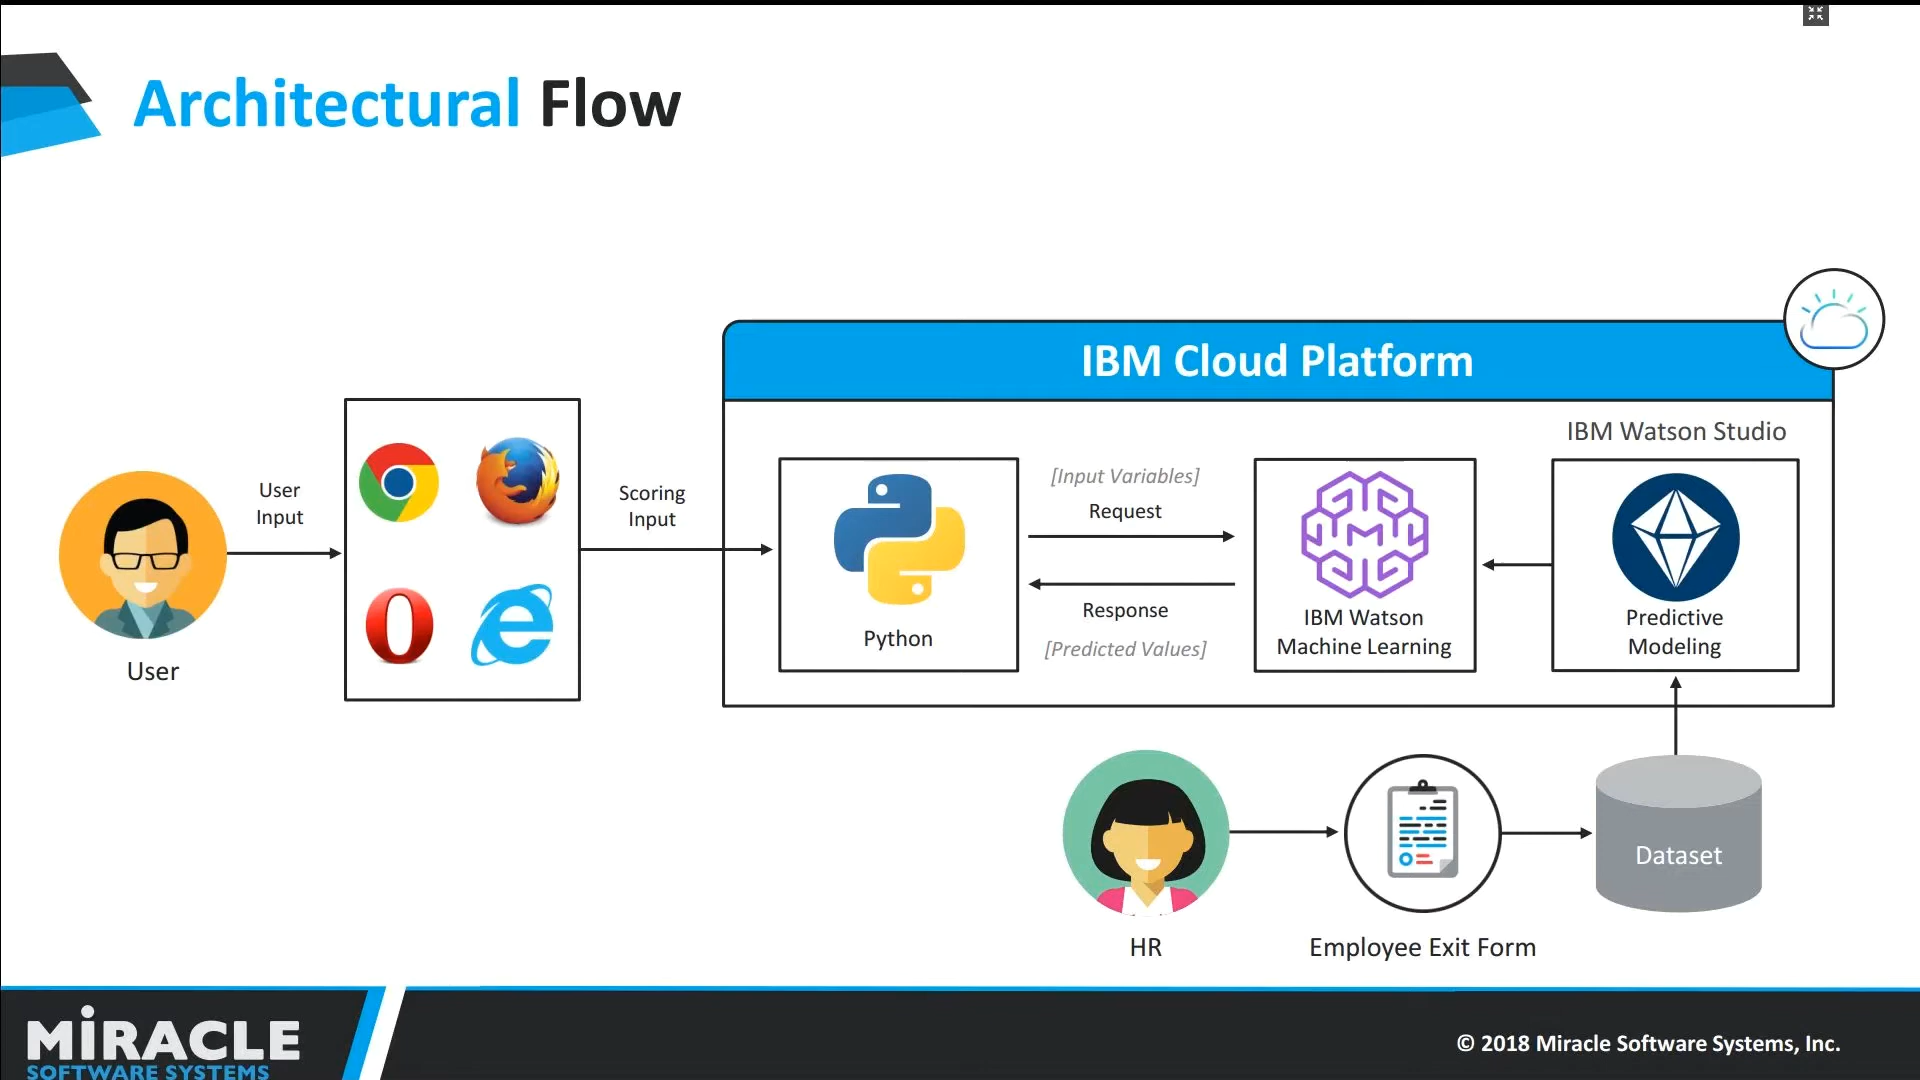 Architectural Flow
IBM Cloud Platform
IBM Watson Studio
User
Input
Scoring
Input
[Input Variables]
Request
Response
[Predicted Values]
Python
IBM Watson
Machine Learning
Predictive
Modeling
User
Dataset
HR
Employee Exit Form
MiRACLE
SOFTWARE SYSTEMS
© 2018 Miracle Software Systems, Inc.